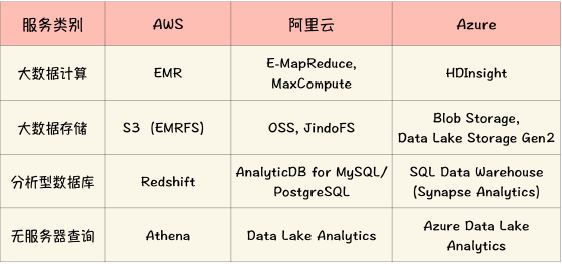 服务类别 AWS 阿里云 Azure
大数据计算 EMR E-MapReduce, MaxCompute HDInsight
大数据存储 S3 (EMRFS) OSS, JindoFS Blob Storage, Data Lake Storage Gen2
分析型数据库 Redshift AnalyticDB for MySQL/ PostgreSQL SQL Data Warehouse (Synapse Analytics)
无服务器查询 Athena Data Lake Analytics Azure Data Lake Analytics